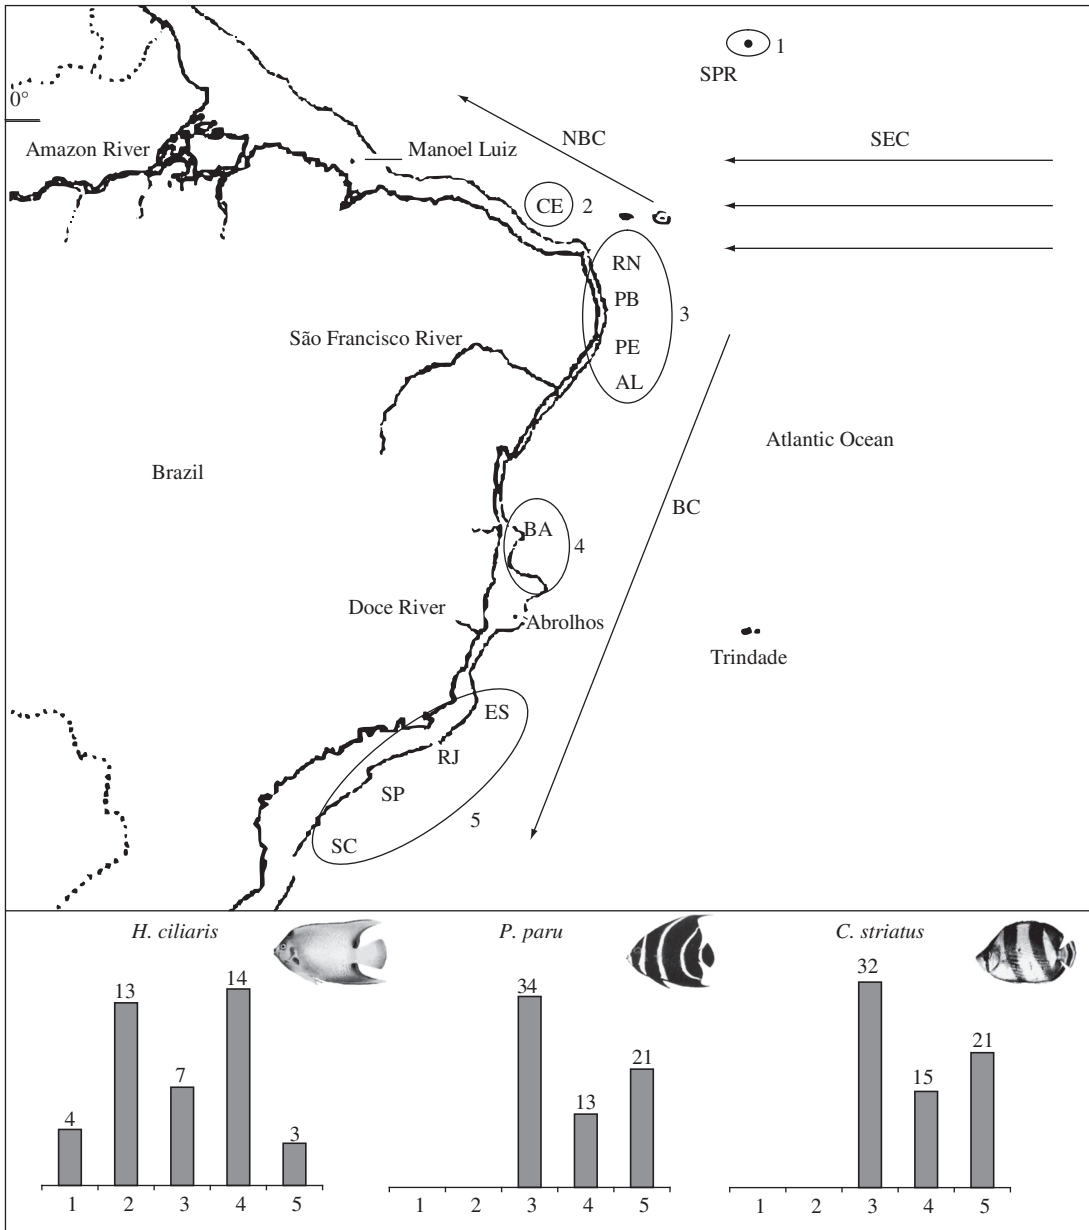 1
SPR
0°
NBC
SEC
Amazon River
Manoel Luiz
CE
2
RN
PB
3
São Francisco River
PE
AL
Atlantic Ocean
Brazil
BC
BA
4
Doce River
Abrolhos
Trindade
ES
RJ
SP
5
SC
H. ciliaris
P. paru
C. striatus
4
13
7
14
3
1 2 3 4 5
34
13
21
1 2 3 4 5
32
15
21
1 2 3 4 5